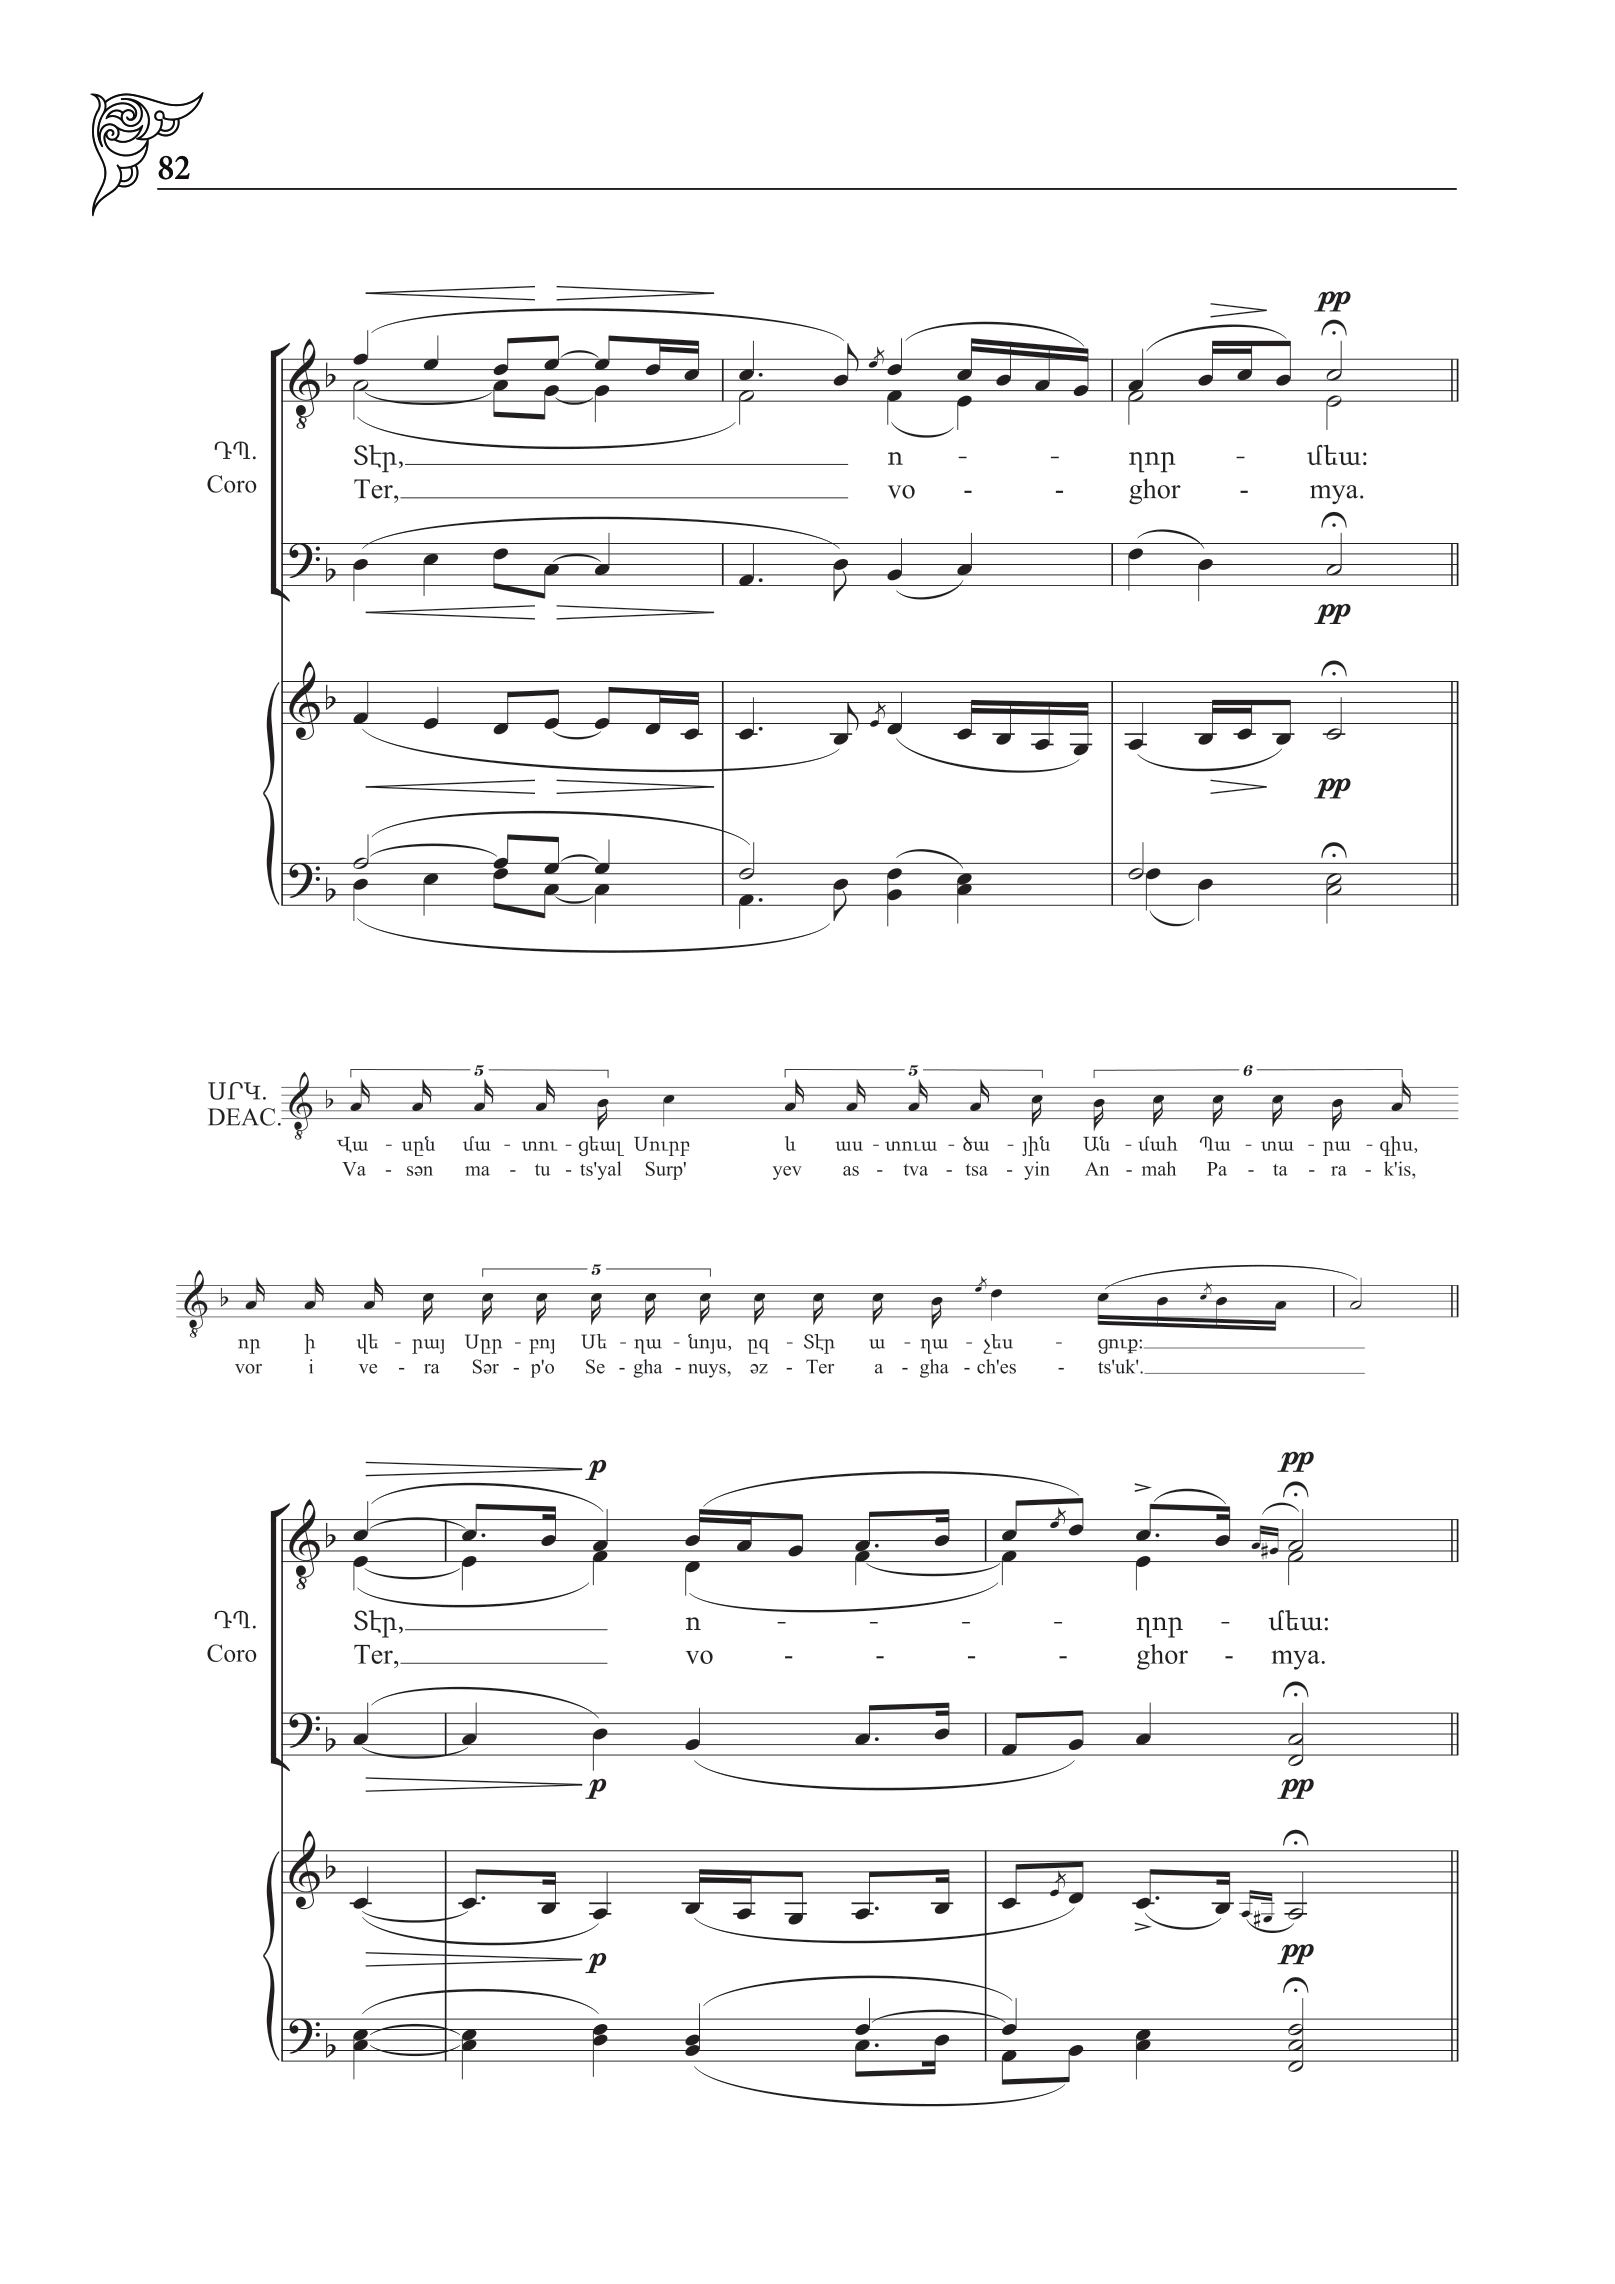 82
pp
ԴՊ.
Coro
Տէր, ո - - ղոր - մեա:
Ter, vo - - ghor - mya.
pp
pp
ՍՐԿ.
DEAC.
5 5 6
Վա - սըն մա - տու - ցեալ Սուրբ և աս - տուա - ծա - յին Ան - մահ Պա - տա - րա - գիս,
Va - sən ma - tu - ts'yal Surp' yev as - tva - tsa - yin An - mah Pa - ta - ra - k'is,
5
որ ի վե - րայ Սըր - բոյ Սե - ղա - նոյս, ըզ - Տէր ա - ղա - չես - ցուք:
vor i ve - ra Sər - p'o Se - gha - nuys, əz - Ter a - gha - ch'es - ts'uk'.
p pp
ԴՊ.
Coro
Տէր, ո - - - - ղոր - մեա:
Ter, vo - - - - ghor - mya.
p pp
p pp